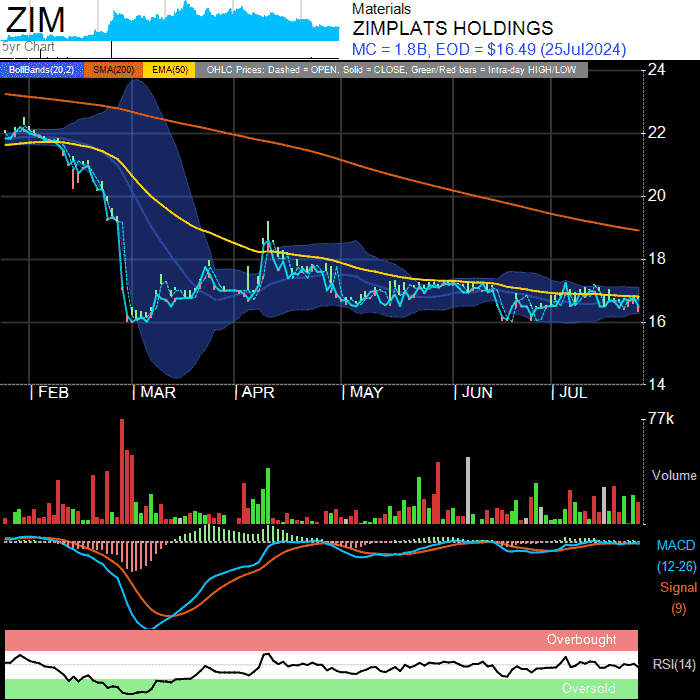 ZIM
5yr Chart
Materials
ZIMPLATS HOLDINGS
MC = 1.8B, EOD = $16.49 (25Jul2024)
BollBands(20,2) SMA(200) EMA(50) OHLC Prices: Dashed = OPEN, Solid = CLOSE, Green/Red bars = Intra-day HIGH/LOW
24
22
20
18
16
14
FEB MAR APR MAY JUN JUL
77k
Volume
MACD
(12-26)
Signal
(9)
Overbought
RSI(14)
Oversold